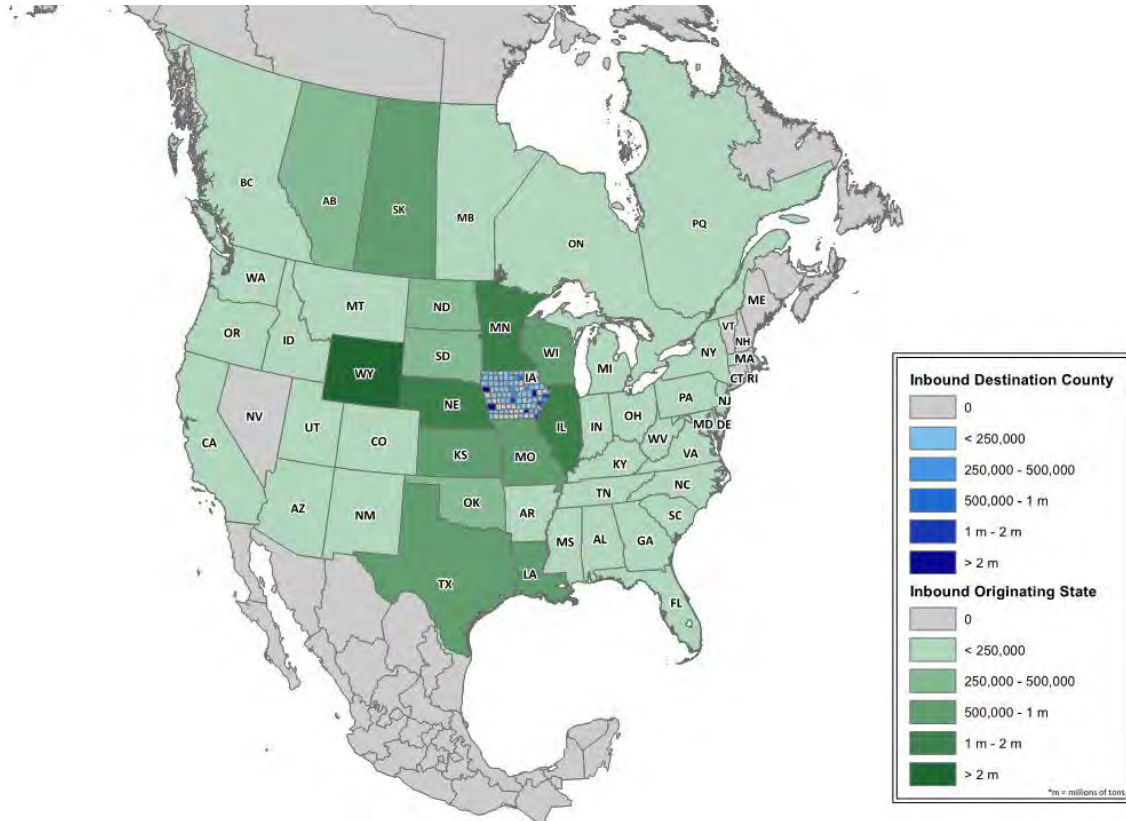 BC
AB
SK
MB
ON
PQ
WA
MT
ND
MN
ME
VT
NH
OR
ID
SD
WI
MI
NY
MA
CT RI
WY
IA
PA
NJ
NV
NE
OH
MD DE
CA
UT
CO
IL
IN
WV
KS
MO
KY
VA
AZ
NM
OK
AR
TN
NC
SC
MS
AL
GA
TX
LA
FL
Inbound Destination County
0
< 250,000
250,000 - 500,000
500,000 - 1 m
1 m - 2 m
> 2 m
Inbound Originating State
0
< 250,000
250,000 - 500,000
500,000 - 1 m
1 m - 2 m
> 2 m
*m = millions of tons